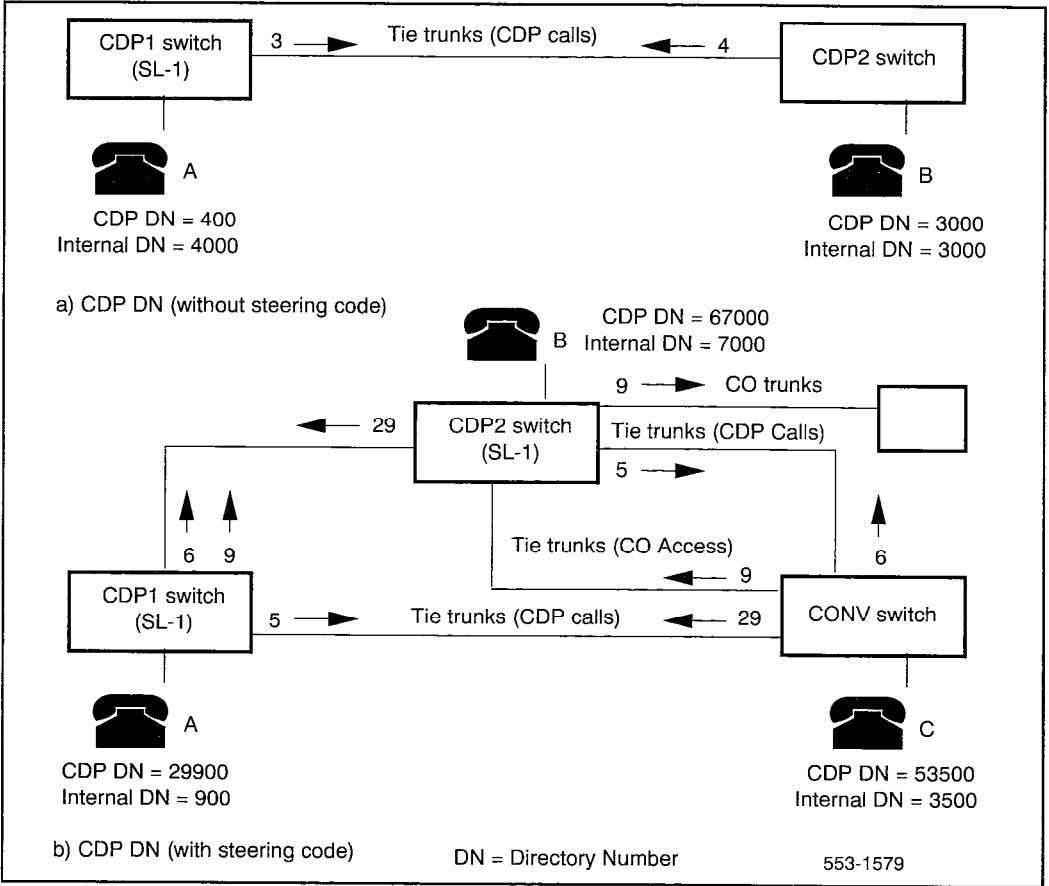 CDP1 switch
(SL-1)
3
Tie trunks (CDP calls)
4
CDP2 switch
A
CDP DN = 400
Internal DN = 4000
B
CDP DN = 3000
Internal DN = 3000
a) CDP DN (without steering code)
B
CDP DN = 67000
Internal DN = 7000
9
CO trunks
29
CDP2 switch
(SL-1)
Tie trunks (CDP Calls)
5
6
9
Tie trunks (CO Access)
9
6
CDP1 switch
(SL-1)
5
Tie trunks (CDP calls)
29
CONV switch
A
CDP DN = 29900
Internal DN = 900
C
CDP DN = 53500
Internal DN = 3500
b) CDP DN (with steering code)
DN = Directory Number
553-1579